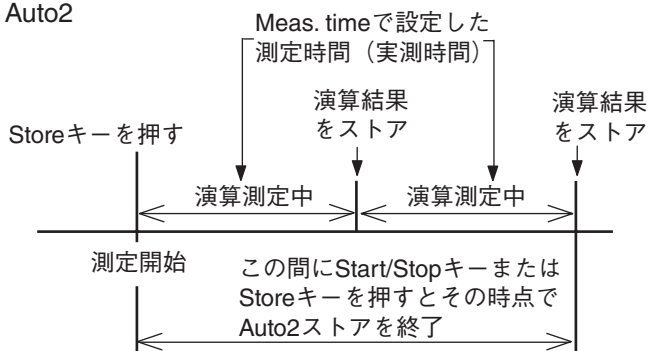 Auto2
Meas. timeで設定した
測定時間（実測時間）
演算結果
をストア
演算結果
をストア
Storeキーを押す
演算測定中
演算測定中
測定開始
この間にStart/Stopキーまたは
Storeキーを押すとその時点で
Auto2ストアを終了